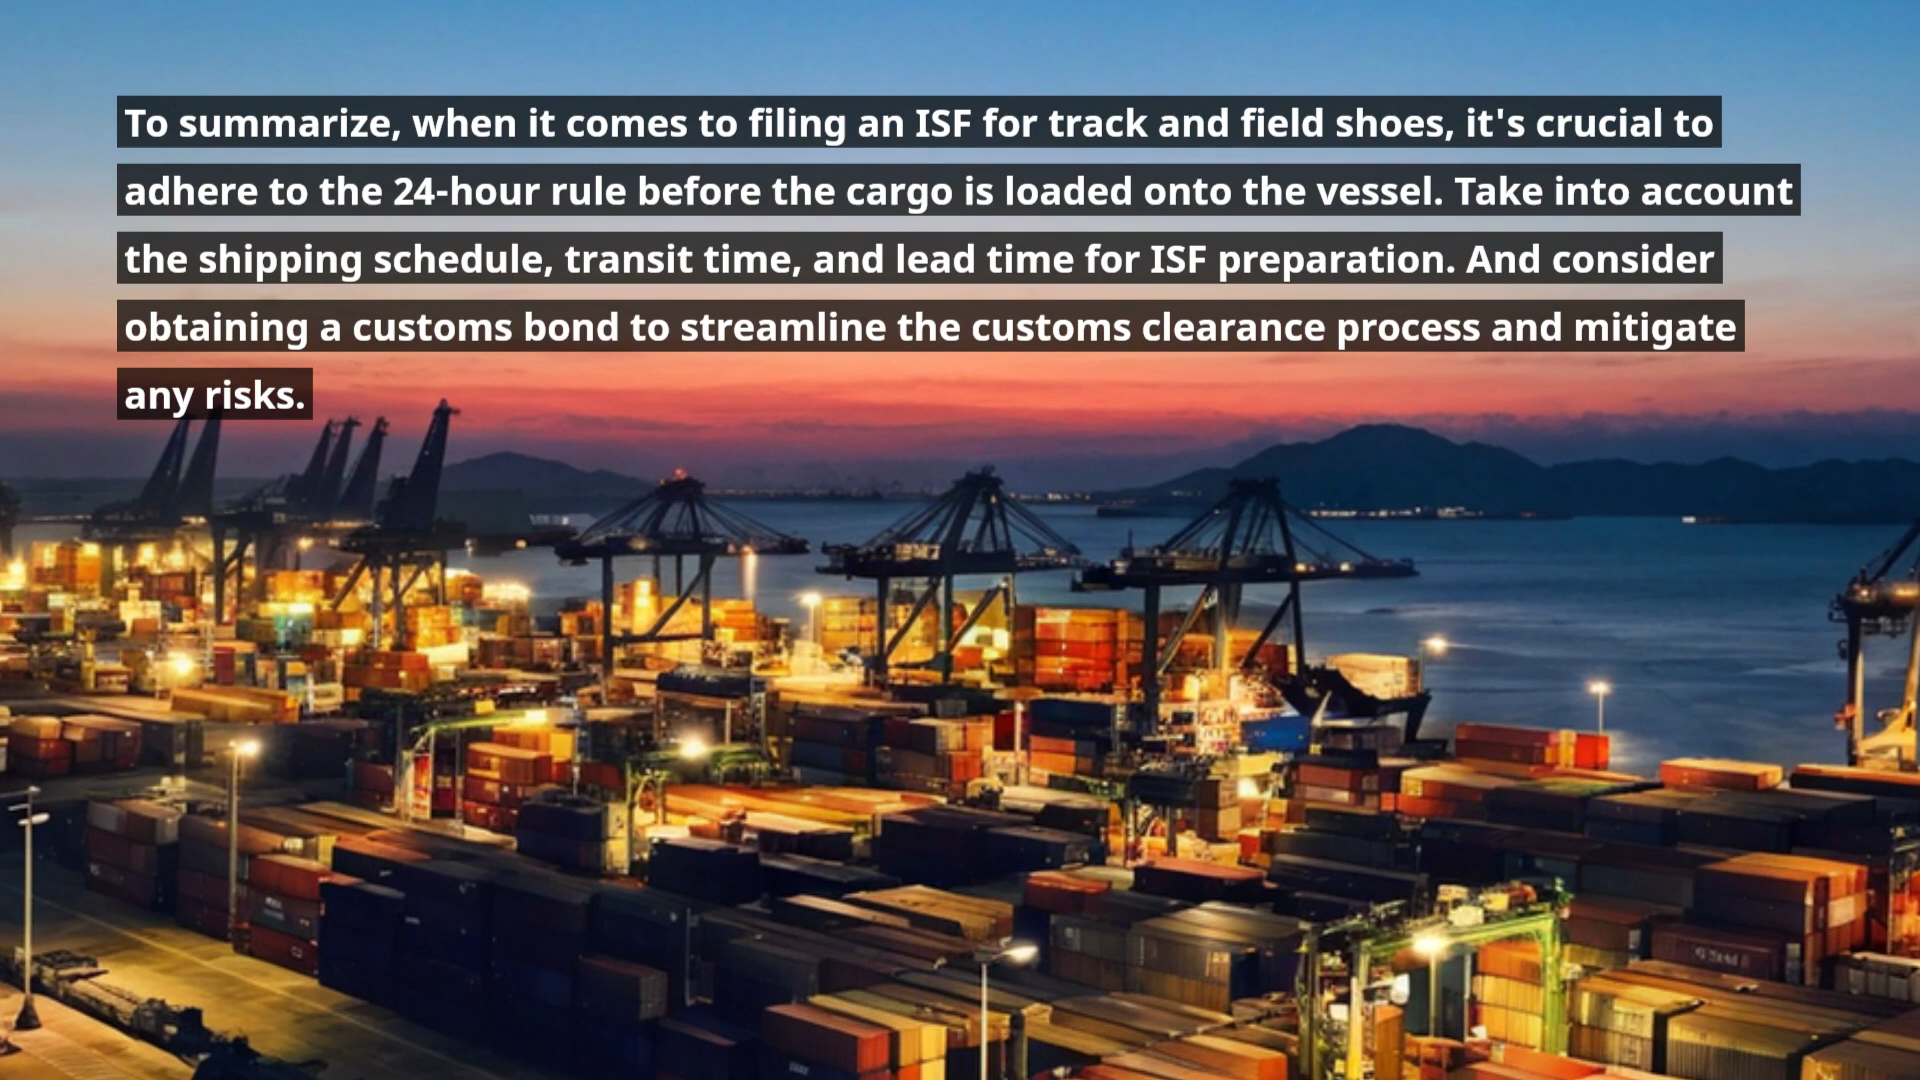 To summarize, when it comes to filing an ISF for track and field shoes, it's crucial to
adhere to the 24-hour rule before the cargo is loaded onto the vessel. Take into account
the shipping schedule, transit time, and lead time for ISF preparation. And consider
obtaining a customs bond to streamline the customs clearance process and mitigate
any risks.